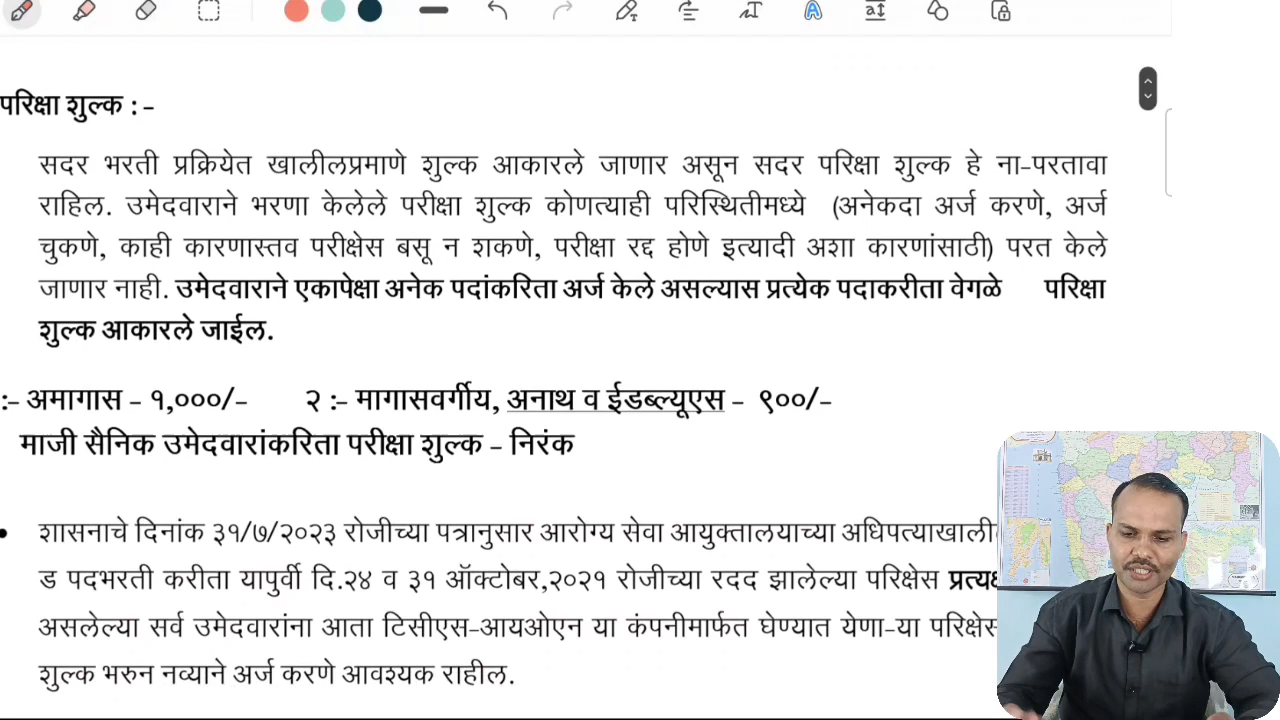 परिक्षा शुल्क : –
सदर भरती प्रक्रियेत खालीलप्रमाणे शुल्क आकारले जाणार असून सदर परिक्षा शुल्क हे ना-परतावा
राहिल. उमेदवाराने भरणा केलेले परीक्षा शुल्क कोणत्याही परिस्थितीमध्ये (अनेकदा अर्ज करणे, अर्ज
चुकणे, काही कारणास्तव परीक्षेस बसू न शकणे, परीक्षा रद्द होणे इत्यादी अशा कारणांसाठी) परत केले
जाणार नाही. उमेदवाराने एकापेक्षा अनेक पदांकरिता अर्ज केले असल्यास प्रत्येक पदाकरीता वेगळे परिक्षा
शुल्क आकारले जाईल.
:– अमागास – १,०००/– २ :– मागासवर्गीय, अनाथ व ईडब्ल्यूएस – ९००/–
माजी सैनिक उमेदवारांकरिता परीक्षा शुल्क – निरंक
• शासनाचे दिनांक ३१/७/२०२३ रोजीच्या पत्रानुसार आरोग्य सेवा आयुक्तालयाच्या
ड पदभरती करीता यापुर्वी दि.२४ व ३१ ऑक्टोबर,२०२१ रोजीच्या रदद झालेल्या परिक्षेस
असलेल्या सर्व उमेदवारांना आता टिसीएस-आयओएन या कंपनीमार्फत घेण्यात येणा-या
शुल्क भरुन नव्याने अर्ज करणे आवश्यक राहील.